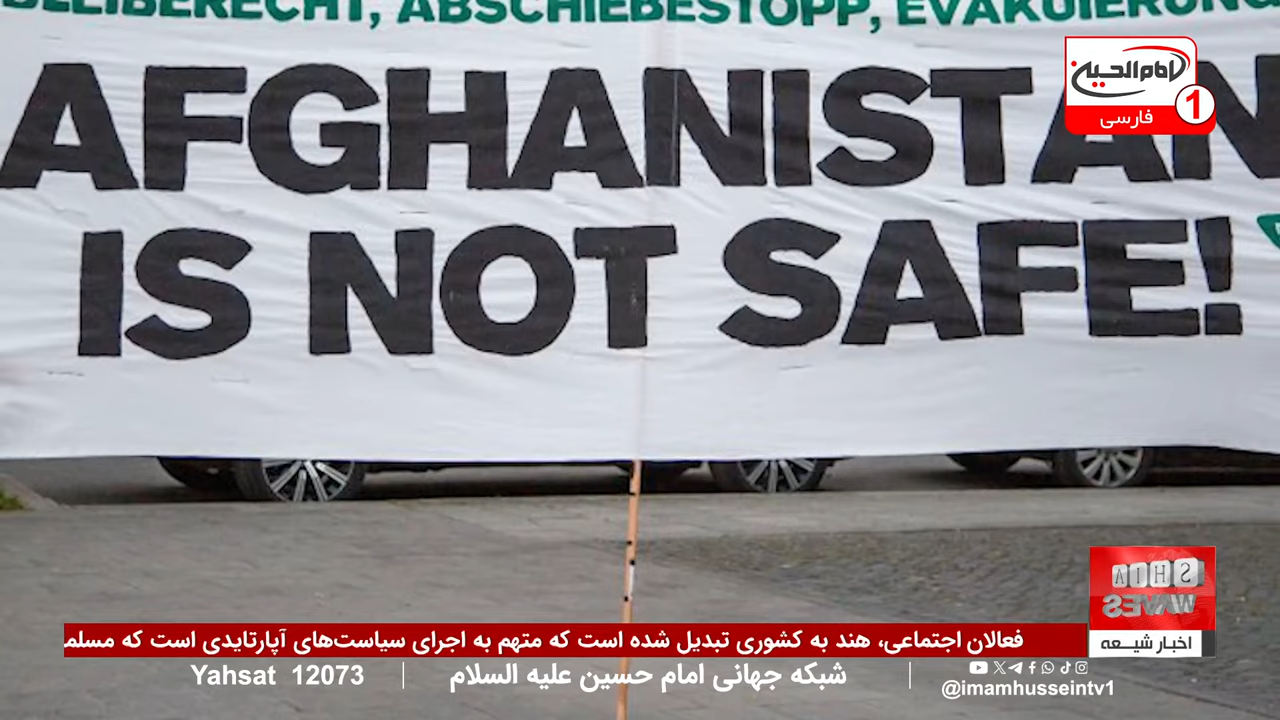 BLEIBERECHT, ABSCHIEBESTOPP, EVAKUIERUNG
AFGHANISTAN
IS NOT SAFE!
امام الحسین
1
فارسی
SHIA
WAVES
اخبار شیعه
فعالان اجتماعی، هند به کشوری تبدیل شده است که متهم به اجرای سیاست‌های آپارتایدی است که مسلم
شبکه جهانی امام حسین علیه السلام
Yahsat 12073
@imamhusseintv1